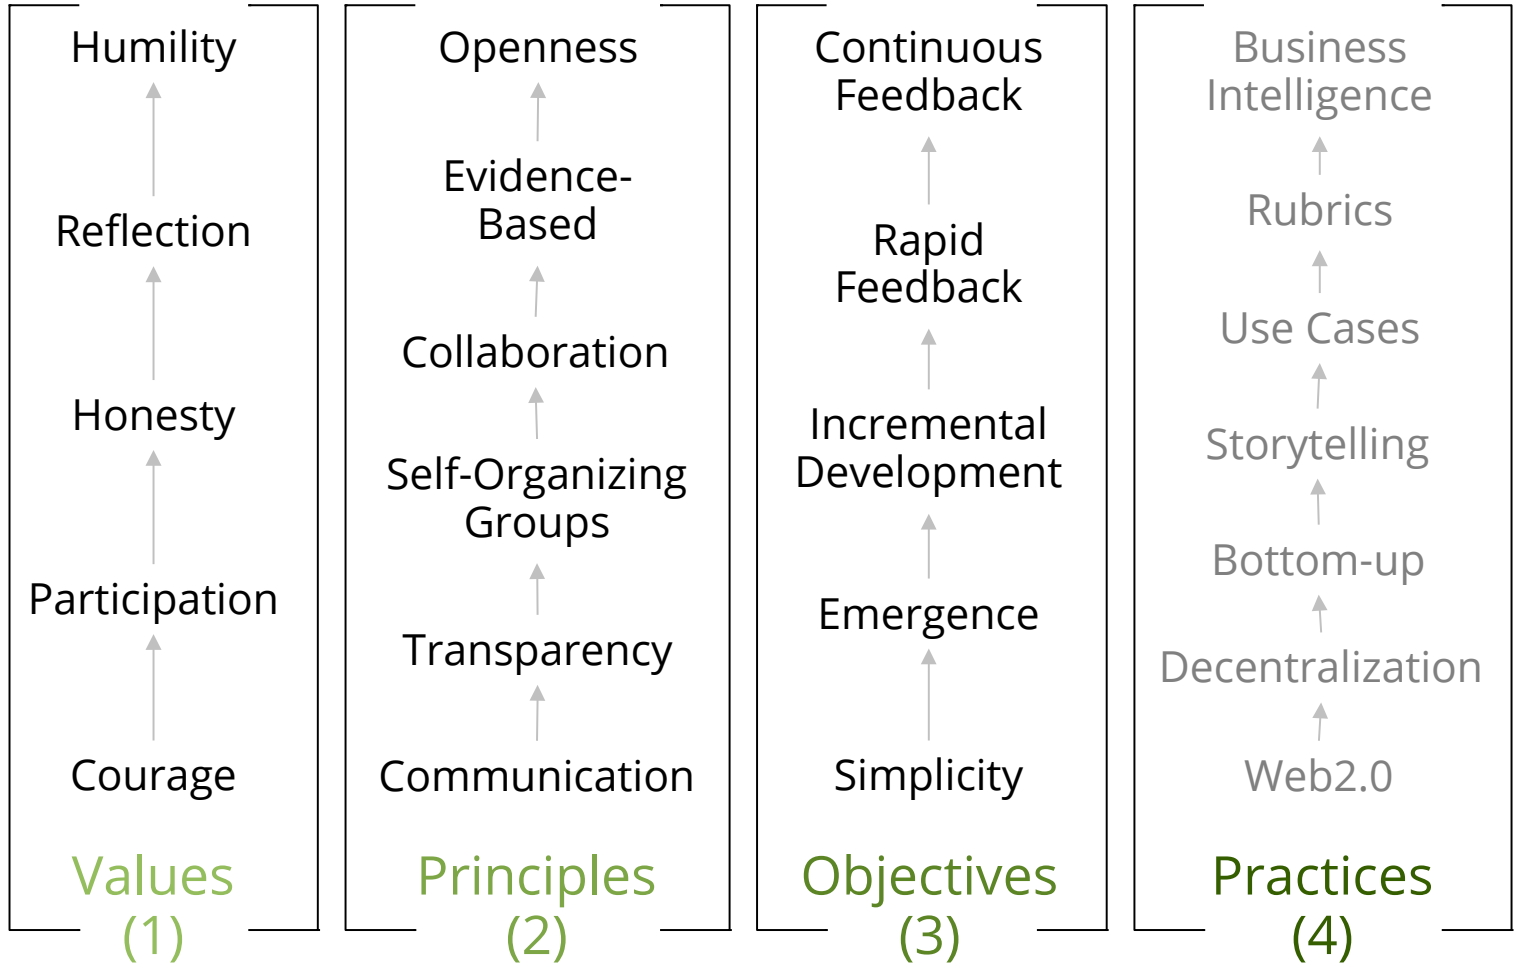 Humility
Reflection
Honesty
Participation
Courage
Values
(1)
Openness
Evidence-
Based
Collaboration
Self-Organizing
Groups
Transparency
Communication
Principles
(2)
Continuous
Feedback
Rapid
Feedback
Incremental
Development
Emergence
Simplicity
Objectives
(3)
Business
Intelligence
Rubrics
Use Cases
Storytelling
Bottom-up
Decentralization
Web2.0
Practices
(4)